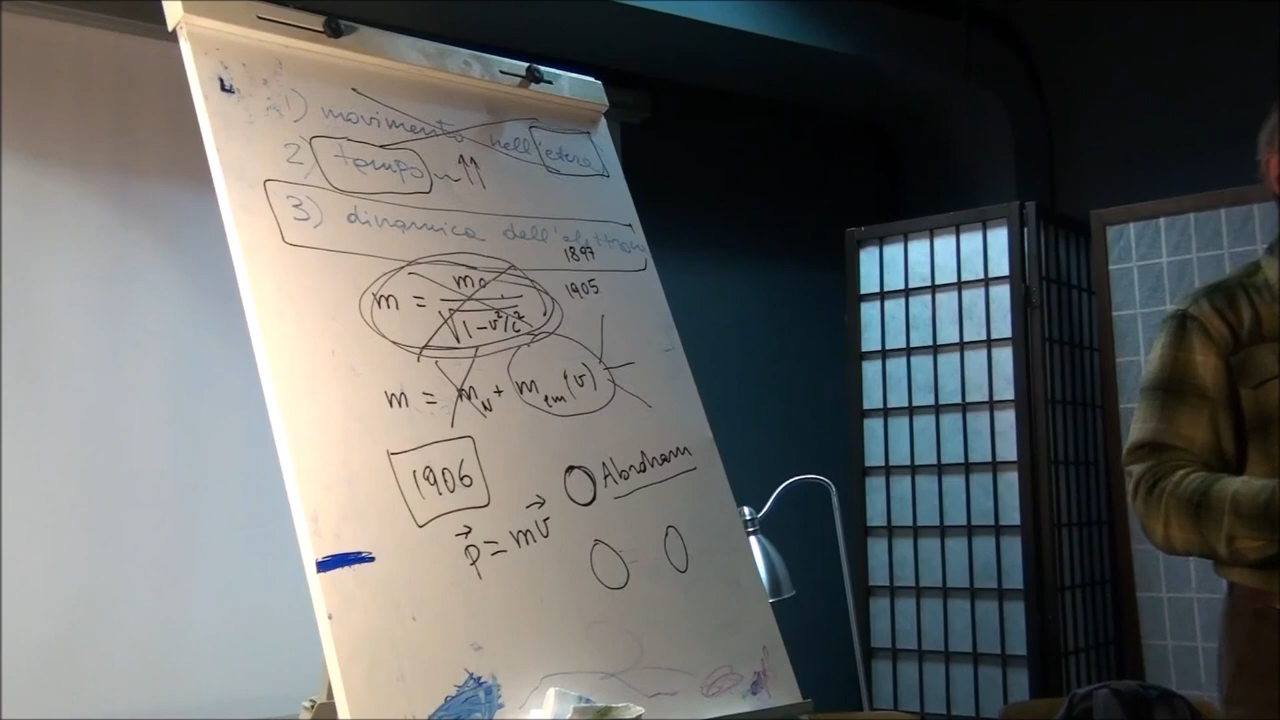 1) movimento nell'etere
2) tempo ~ ↑↑
3) dinamica dell'elettrone
1897
1905
m = m₀ / √(1-v²/c²)
m = m_N + m_em(v)
1906
Abraham
p⃗ = mv⃗